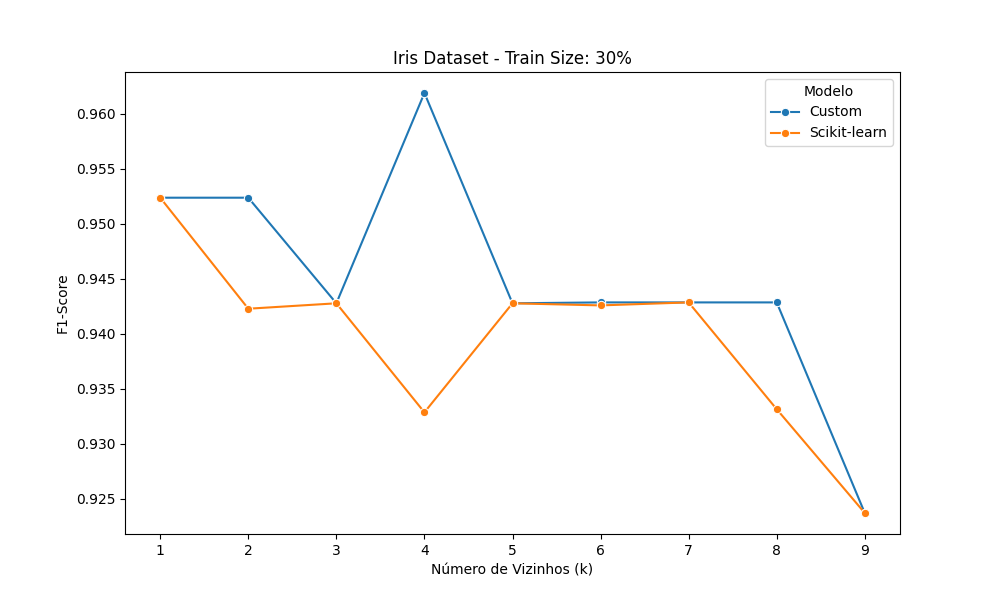 Iris Dataset - Train Size: 30%
Modelo
Custom
Scikit-learn
F1-Score
0.960
0.955
0.950
0.945
0.940
0.935
0.930
0.925
1 2 3 4 5 6 7 8 9
Número de Vizinhos (k)